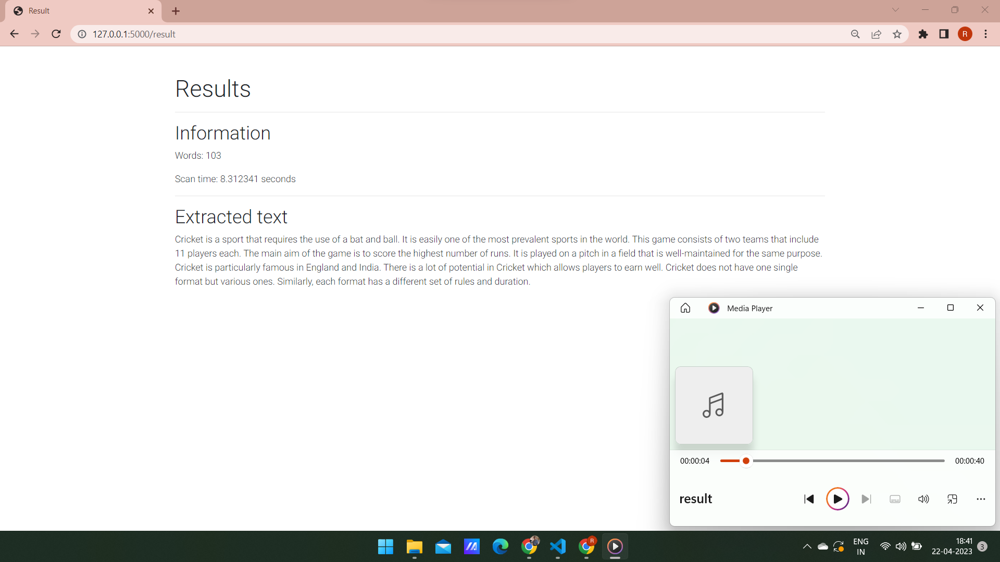 Result
127.0.0.1:5000/result
R
Results
Information
Words: 103
Scan time: 8.312341 seconds
Extracted text
Cricket is a sport that requires the use of a bat and ball. It is easily one of the most prevalent sports in the world. This game consists of two teams that include
11 players each. The main aim of the game is to score the highest number of runs. It is played on a pitch in a field that is well-maintained for the same purpose.
Cricket is particularly famous in England and India. There is a lot of potential in Cricket which allows players to earn well. Cricket does not have one single
format but various ones. Similarly, each format has a different set of rules and duration.
Media Player
00:00:04
00:00:40
result
R
ENG
IN
18:41
22-04-2023
3